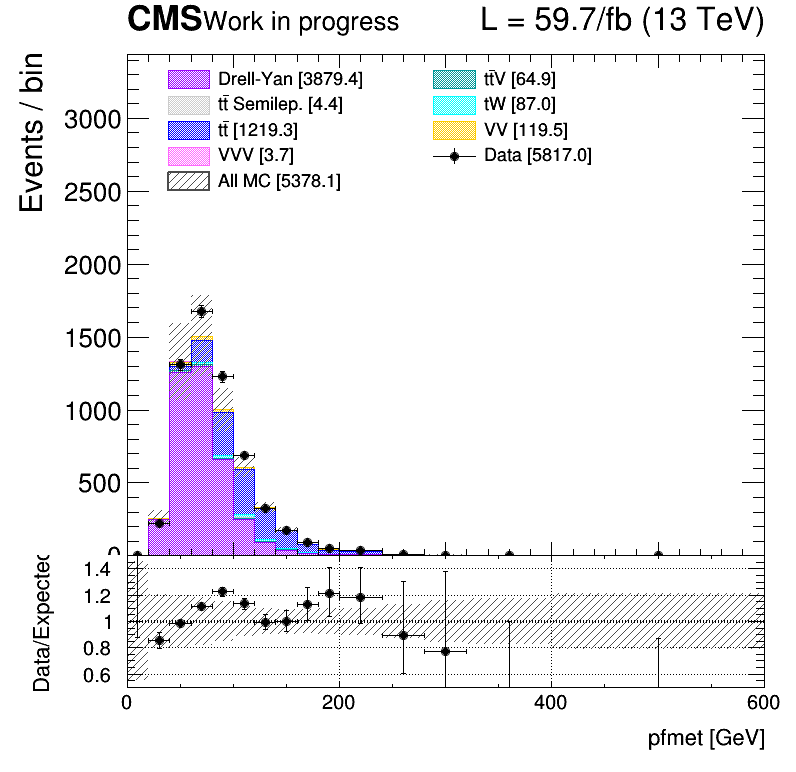 CMS Work in progress L = 59.7/fb (13 TeV)
Events / bin
Drell-Yan [3879.4] tt̄V [64.9]
tt̄ Semilep. [4.4] tW [87.0]
tt̄ [1219.3] VV [119.5]
VVV [3.7] Data [5817.0]
All MC [5378.1]
3000
2500
2000
1500
1000
500
0
Data/Expected
1.4
1.2
1
0.8
0.6
0 200 400 600
pfmet [GeV]